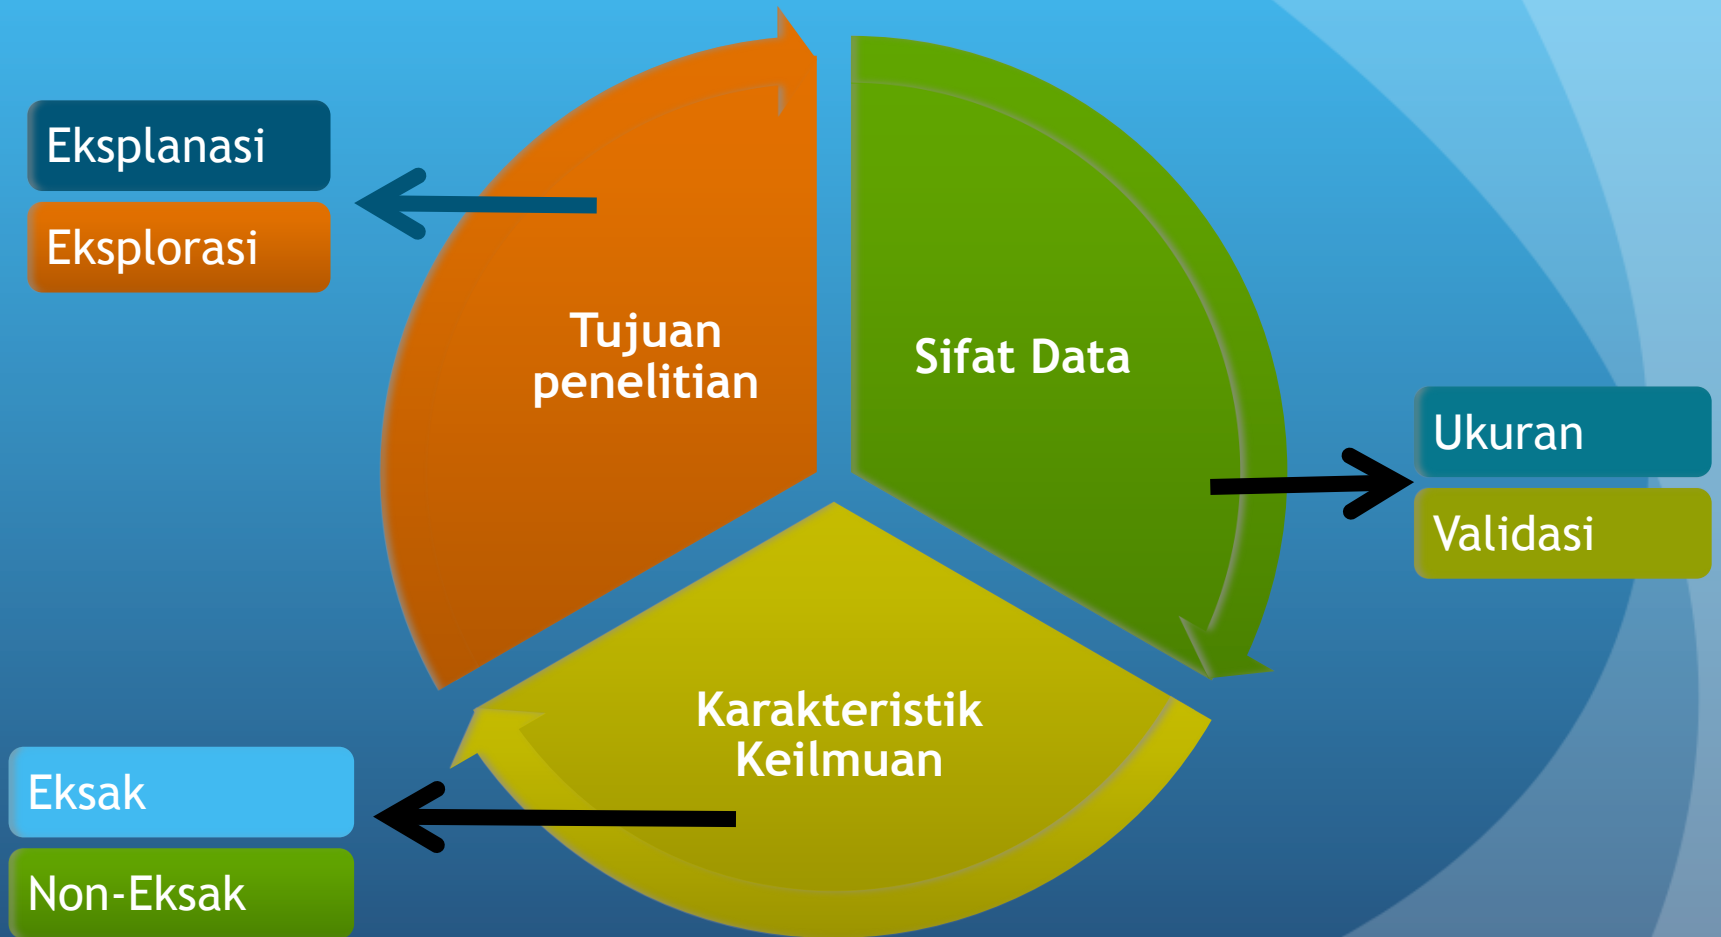 Eksplanasi
Eksplorasi
Tujuan
penelitian
Sifat Data
Ukuran
Validasi
Karakteristik
Keilmuan
Eksak
Non-Eksak